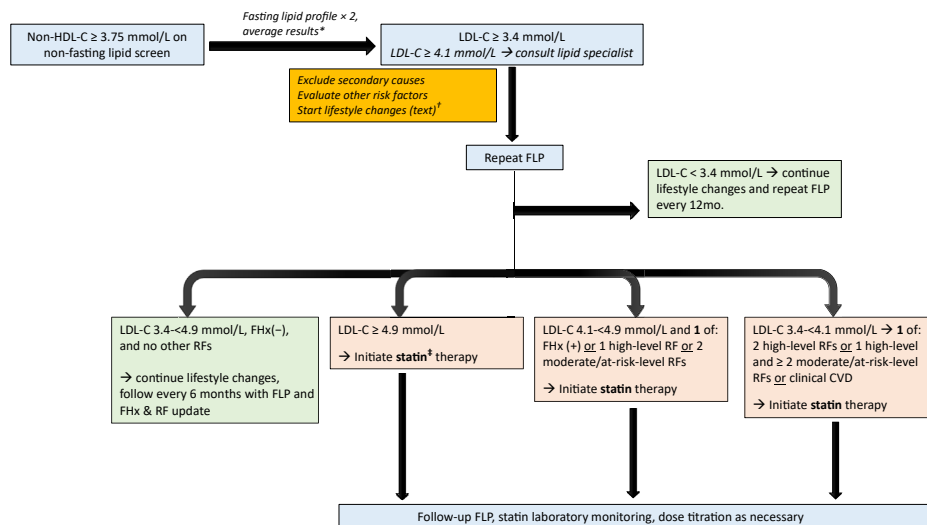 Fasting lipid profile × 2,
average results*
Non-HDL-C ≥ 3.75 mmol/L on
non-fasting lipid screen
LDL-C ≥ 3.4 mmol/L
LDL-C ≥ 4.1 mmol/L → consult lipid specialist
Exclude secondary causes
Evaluate other risk factors
Start lifestyle changes (text)†
Repeat FLP
LDL-C < 3.4 mmol/L → continue
lifestyle changes and repeat FLP
every 12mo.
LDL-C 3.4-<4.9 mmol/L, FHx(−),
and no other RFs
→ continue lifestyle changes,
follow every 6 months with FLP and
FHx & RF update
LDL-C ≥ 4.9 mmol/L
→ Initiate statin‡ therapy
LDL-C 4.1-<4.9 mmol/L and 1 of:
FHx (+) or 1 high-level RF or 2
moderate/at-risk-level RFs
→ Initiate statin therapy
LDL-C 3.4-<4.1 mmol/L → 1 of:
2 high-level RFs or 1 high-level
and ≥ 2 moderate/at-risk-level
RFs or clinical CVD
→ Initiate statin therapy
Follow-up FLP, statin laboratory monitoring, dose titration as necessary